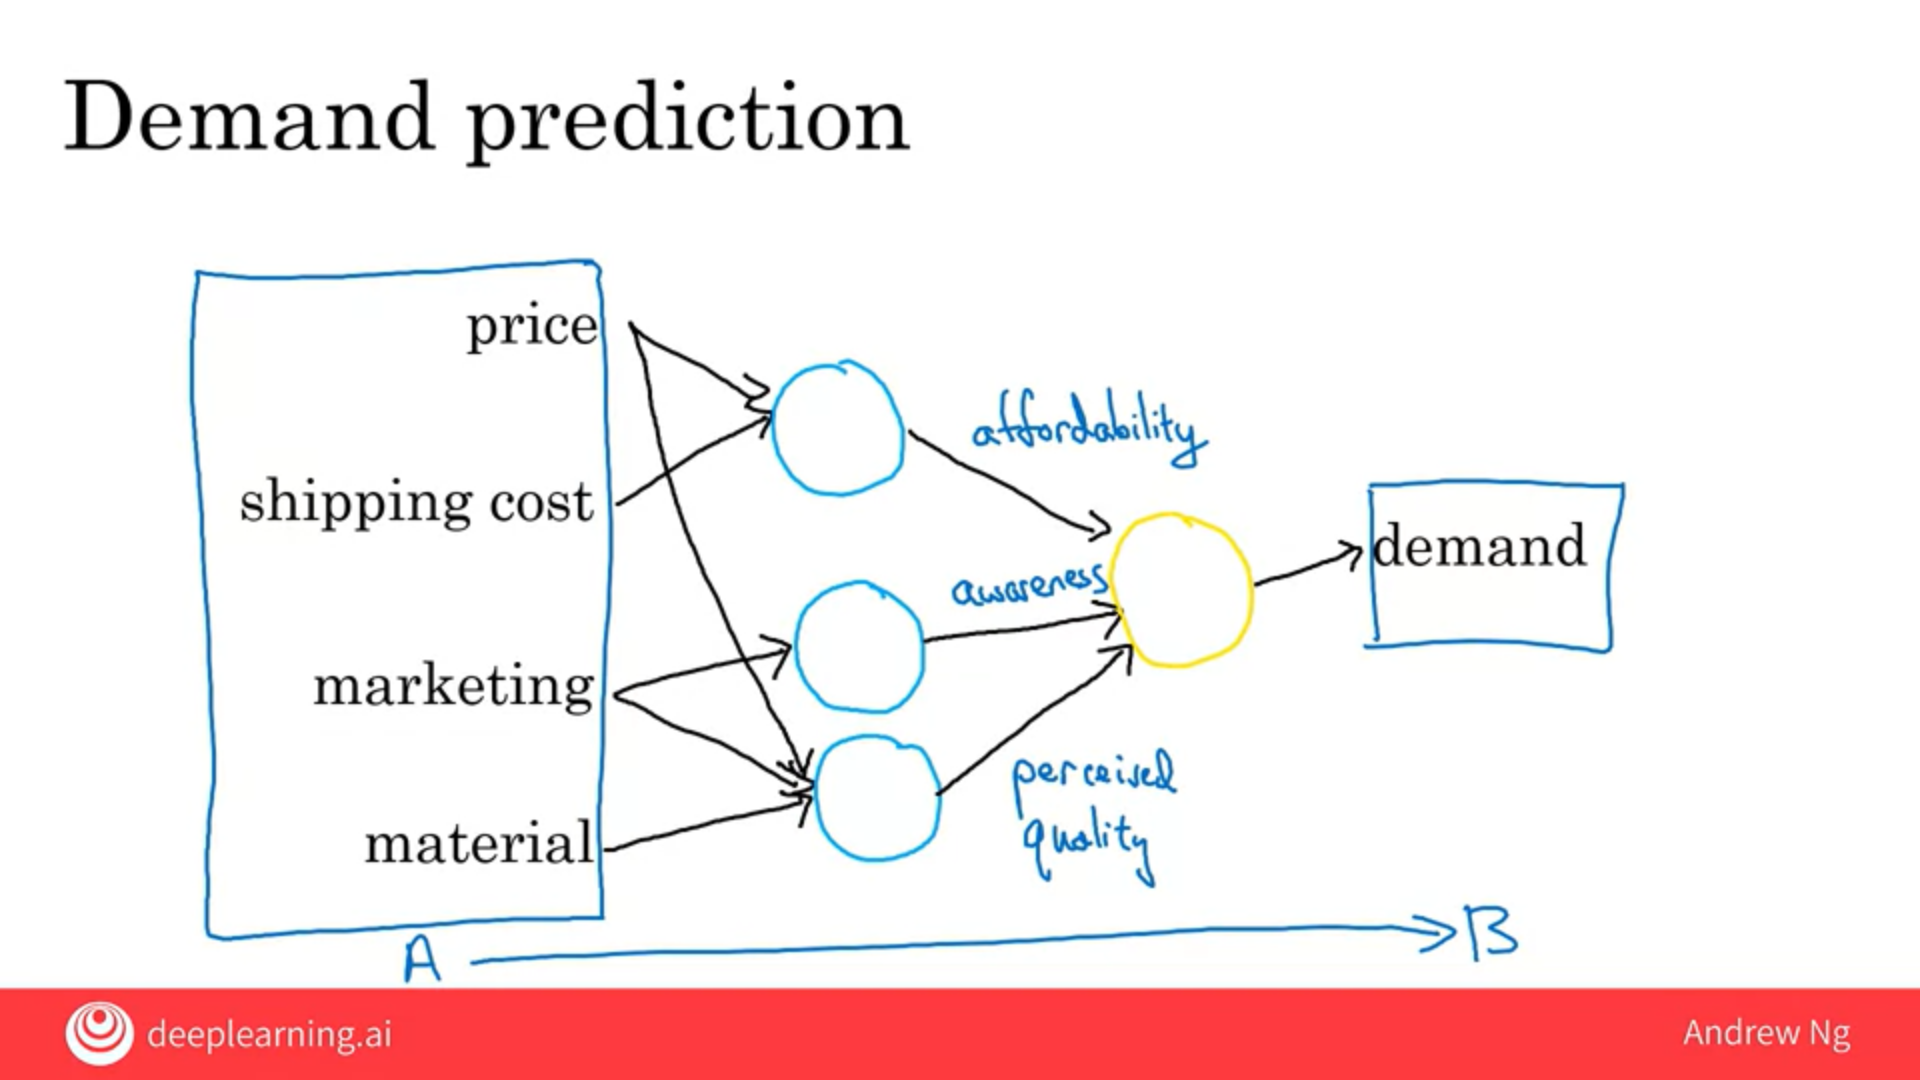 Demand prediction
price
affordability
shipping cost
demand
awareness
marketing
perceived
quality
material
A
B
deeplearning.ai
Andrew Ng